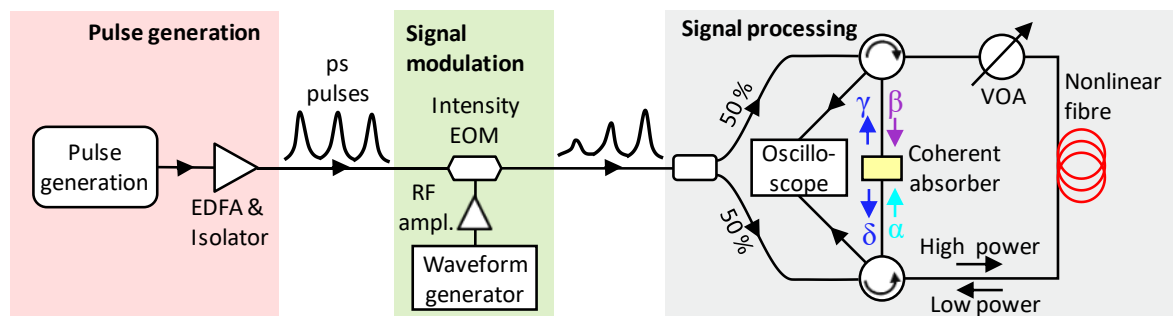 Pulse generation
ps
pulses
Pulse
generation
EDFA &
Isolator
Signal
modulation
Intensity
EOM
RF
ampl.
Waveform
generator
Signal processing
50 %
50 %
Oscillo-
scope
γ
β
δ
α
Coherent
absorber
VOA
Nonlinear
fibre
High power
Low power